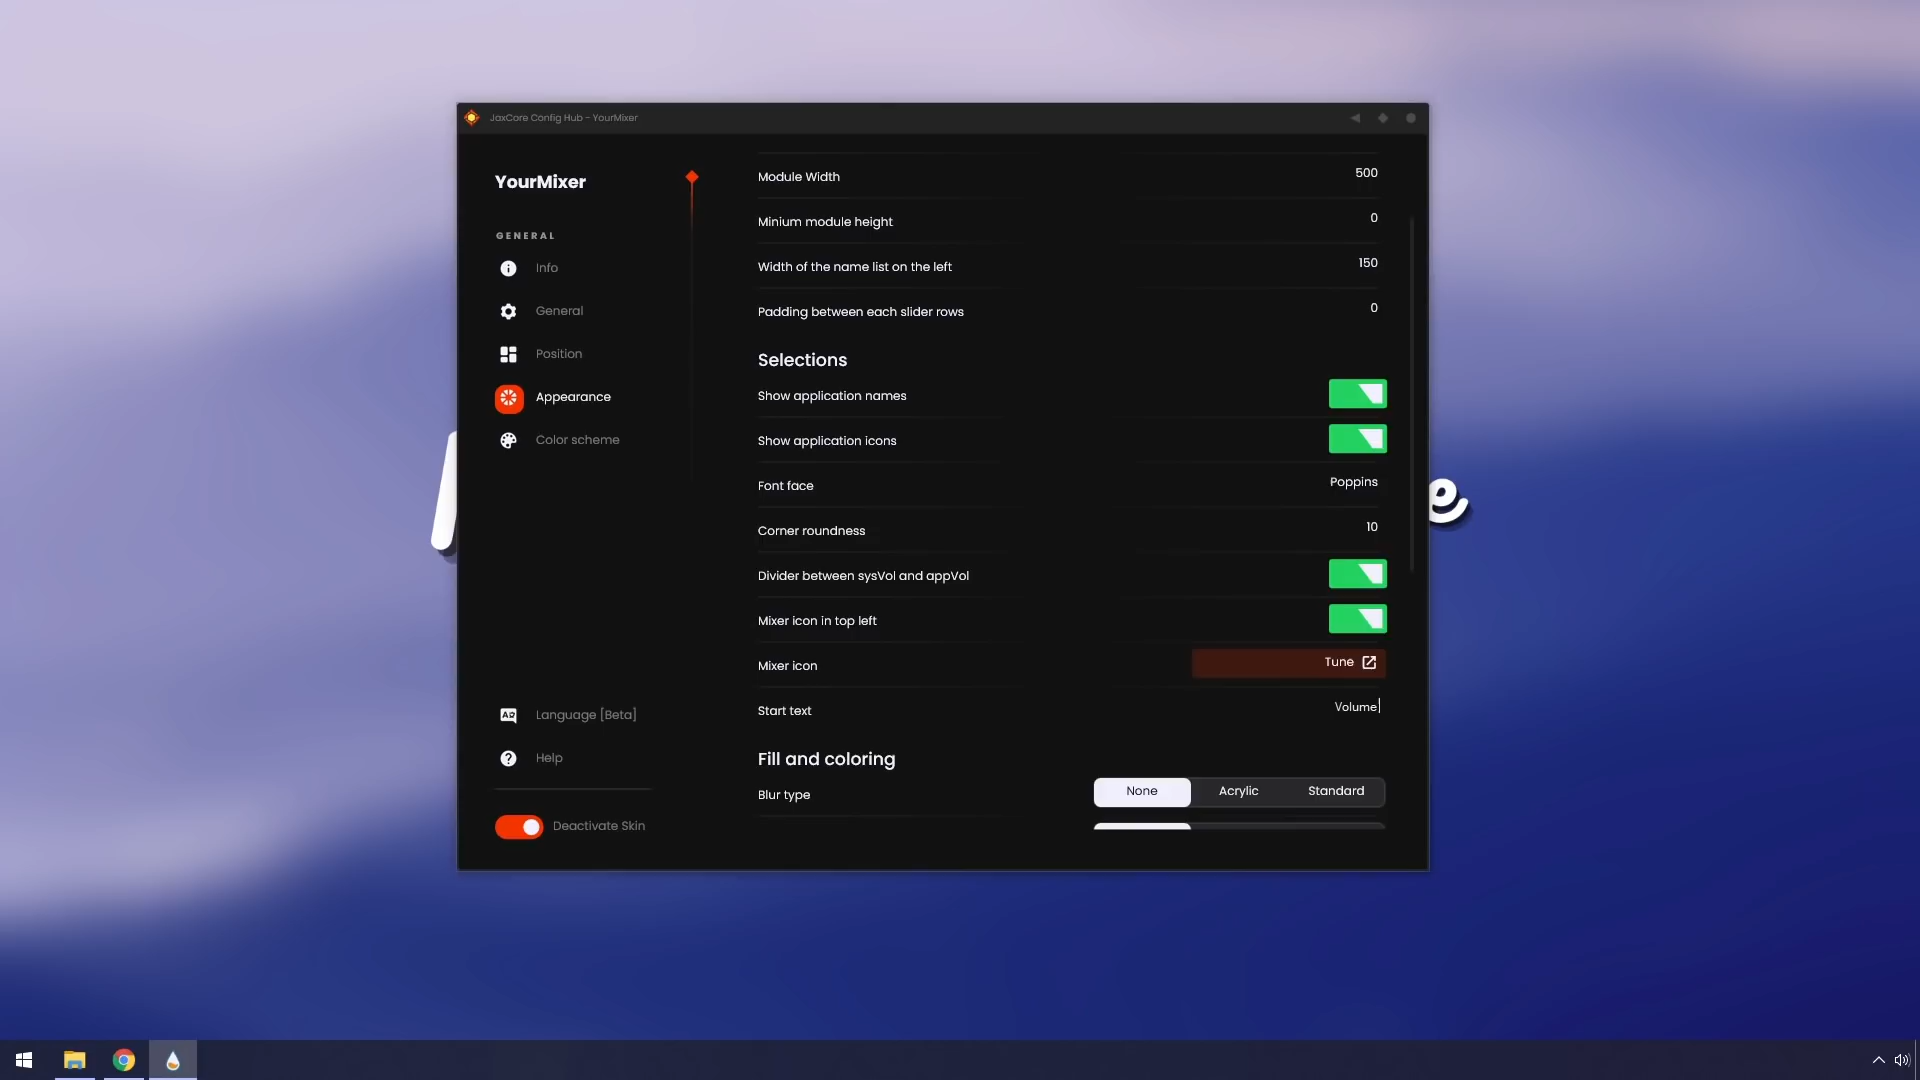 JaxCore Config Hub - YourMixer
YourMixer
GENERAL
Info
General
Position
Appearance
Color scheme
Language [Beta]
Help
Deactivate Skin
Module Width 500
Minium module height 0
Width of the name list on the left 150
Padding between each slider rows 0
Selections
Show application names
Show application icons
Font face Poppins
Corner roundness 10
Divider between sysVol and appVol
Mixer icon in top left
Mixer icon Tune
Start text Volume
Fill and coloring
Blur type None Acrylic Standard
e